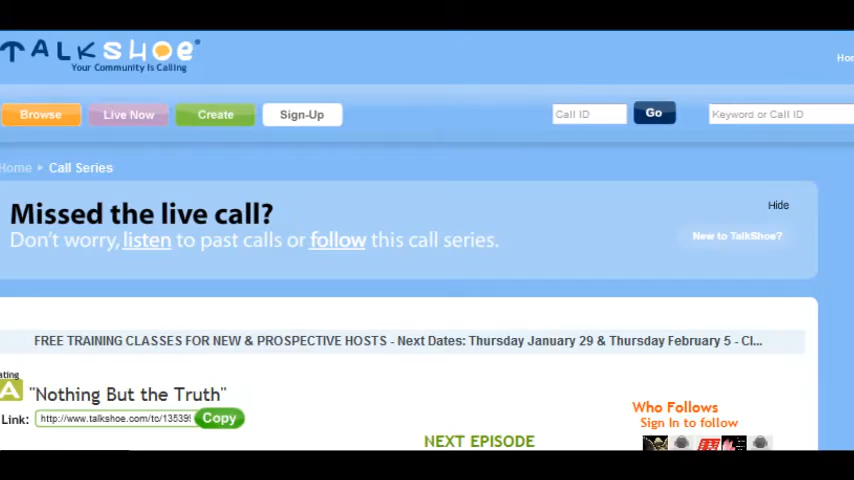 TALKSHOE
Your Community Is Calling
Browse
Live Now
Create
Sign-Up
Call ID
Go
Keyword or Call ID
Home ▸ Call Series
Missed the live call?
Hide
Don't worry, listen to past calls or follow this call series.
New to TalkShoe?
FREE TRAINING CLASSES FOR NEW & PROSPECTIVE HOSTS - Next Dates: Thursday January 29 & Thursday February 5 - Cl...
A
"Nothing But the Truth"
Link:
Copy
Who Follows
Sign In to follow
NEXT EPISODE